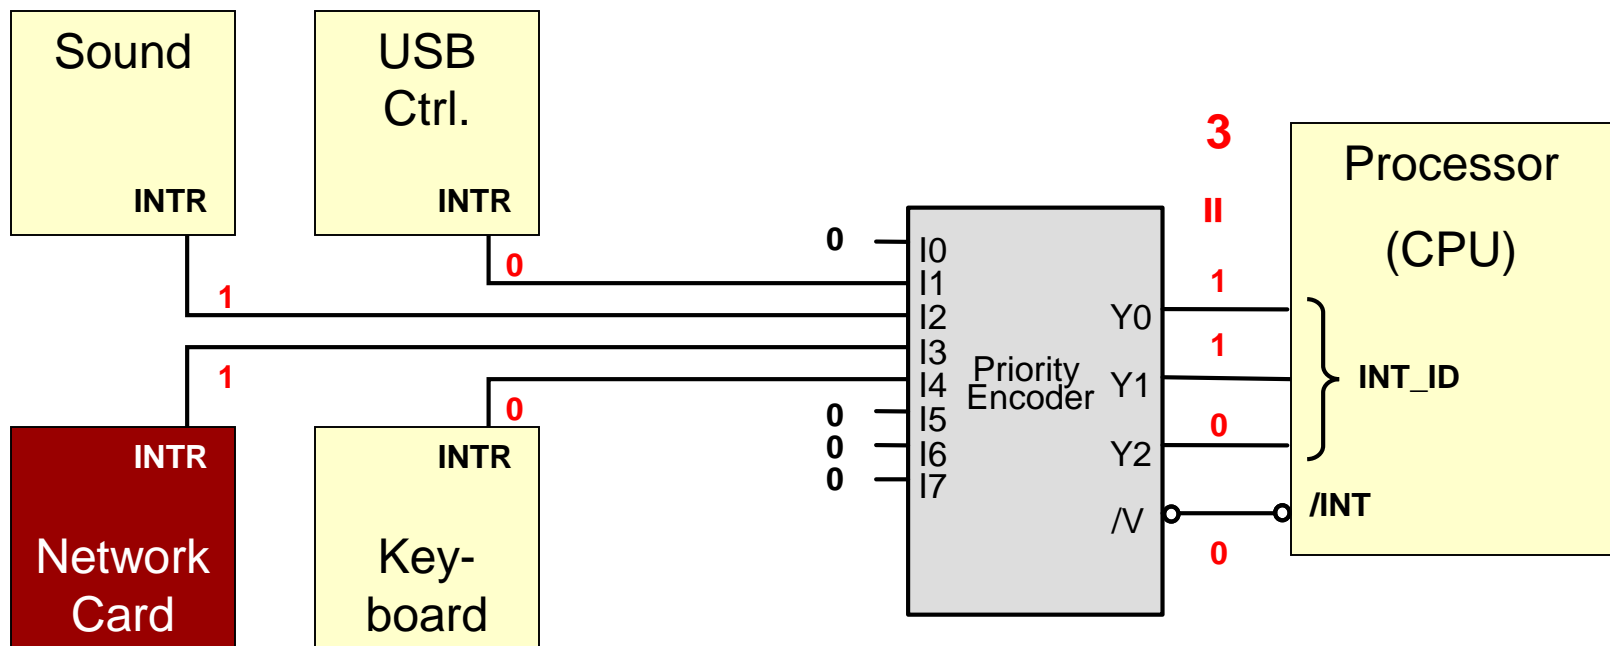 Sound
INTR
USB
Ctrl.
INTR
1
0
1
0
INTR
Network
Card
INTR
Key-
board
0
0
0
0
I0
I1
I2
I3
I4
I5
I6
I7
Priority
Encoder
Y0
Y1
Y2
/V
3
II
1
1
0
0
Processor
(CPU)
INT_ID
/INT